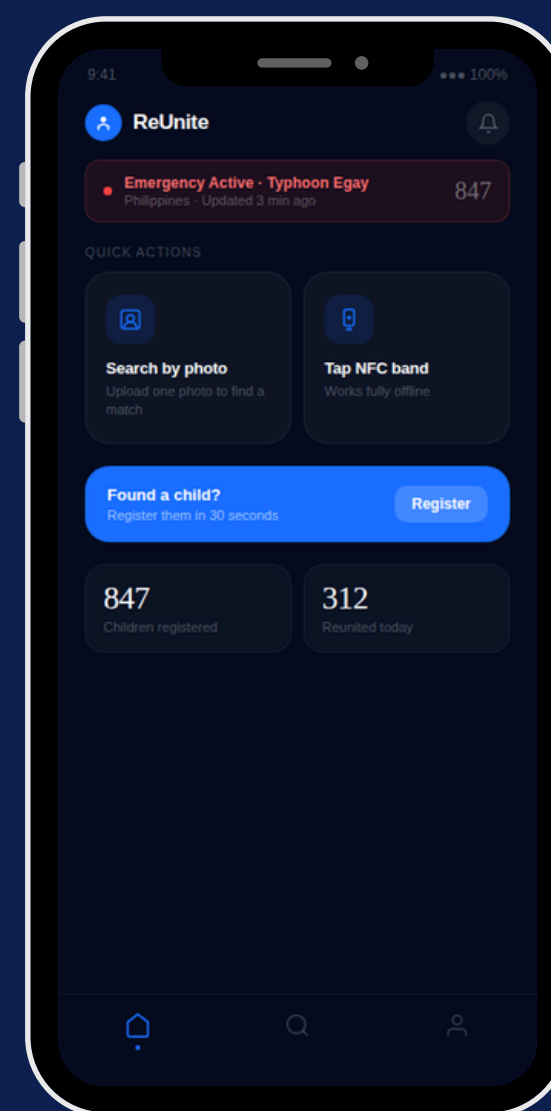 9:41
●●● 100%
ReUnite
Emergency Active · Typhoon Egay
Philippines · Updated 3 min ago
847
QUICK ACTIONS
Search by photo
Upload one photo to find a
match
Tap NFC band
Works fully offline
Found a child?
Register them in 30 seconds
Register
847
Children registered
312
Reunited today